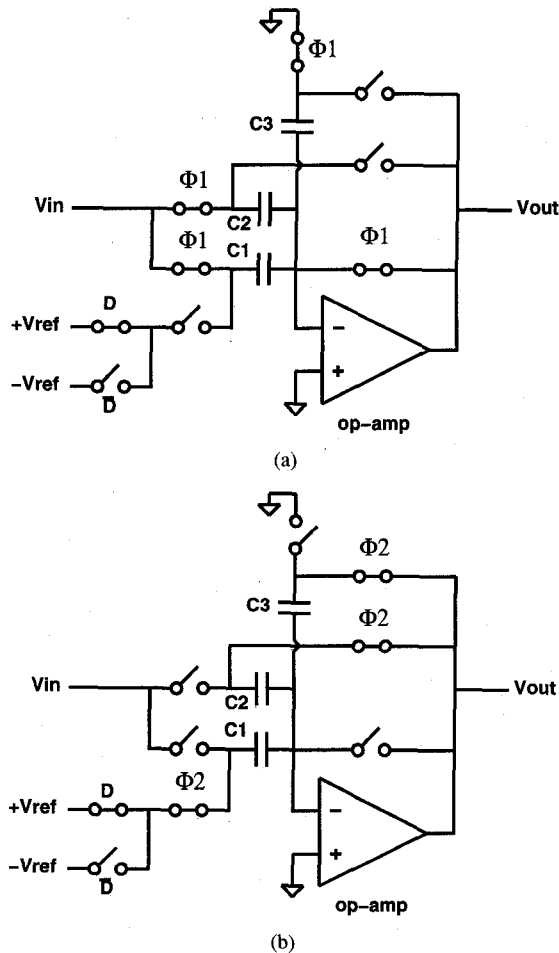 Φ1
C3
Φ1
Vin
C2
Vout
Φ1
C1
Φ1
D
+Vref
−Vref
D̅
−
+
op−amp
(a)
Φ2
C3
Φ2
Vin
C2
Vout
C1
D
Φ2
+Vref
−Vref
D̅
−
+
op−amp
(b)